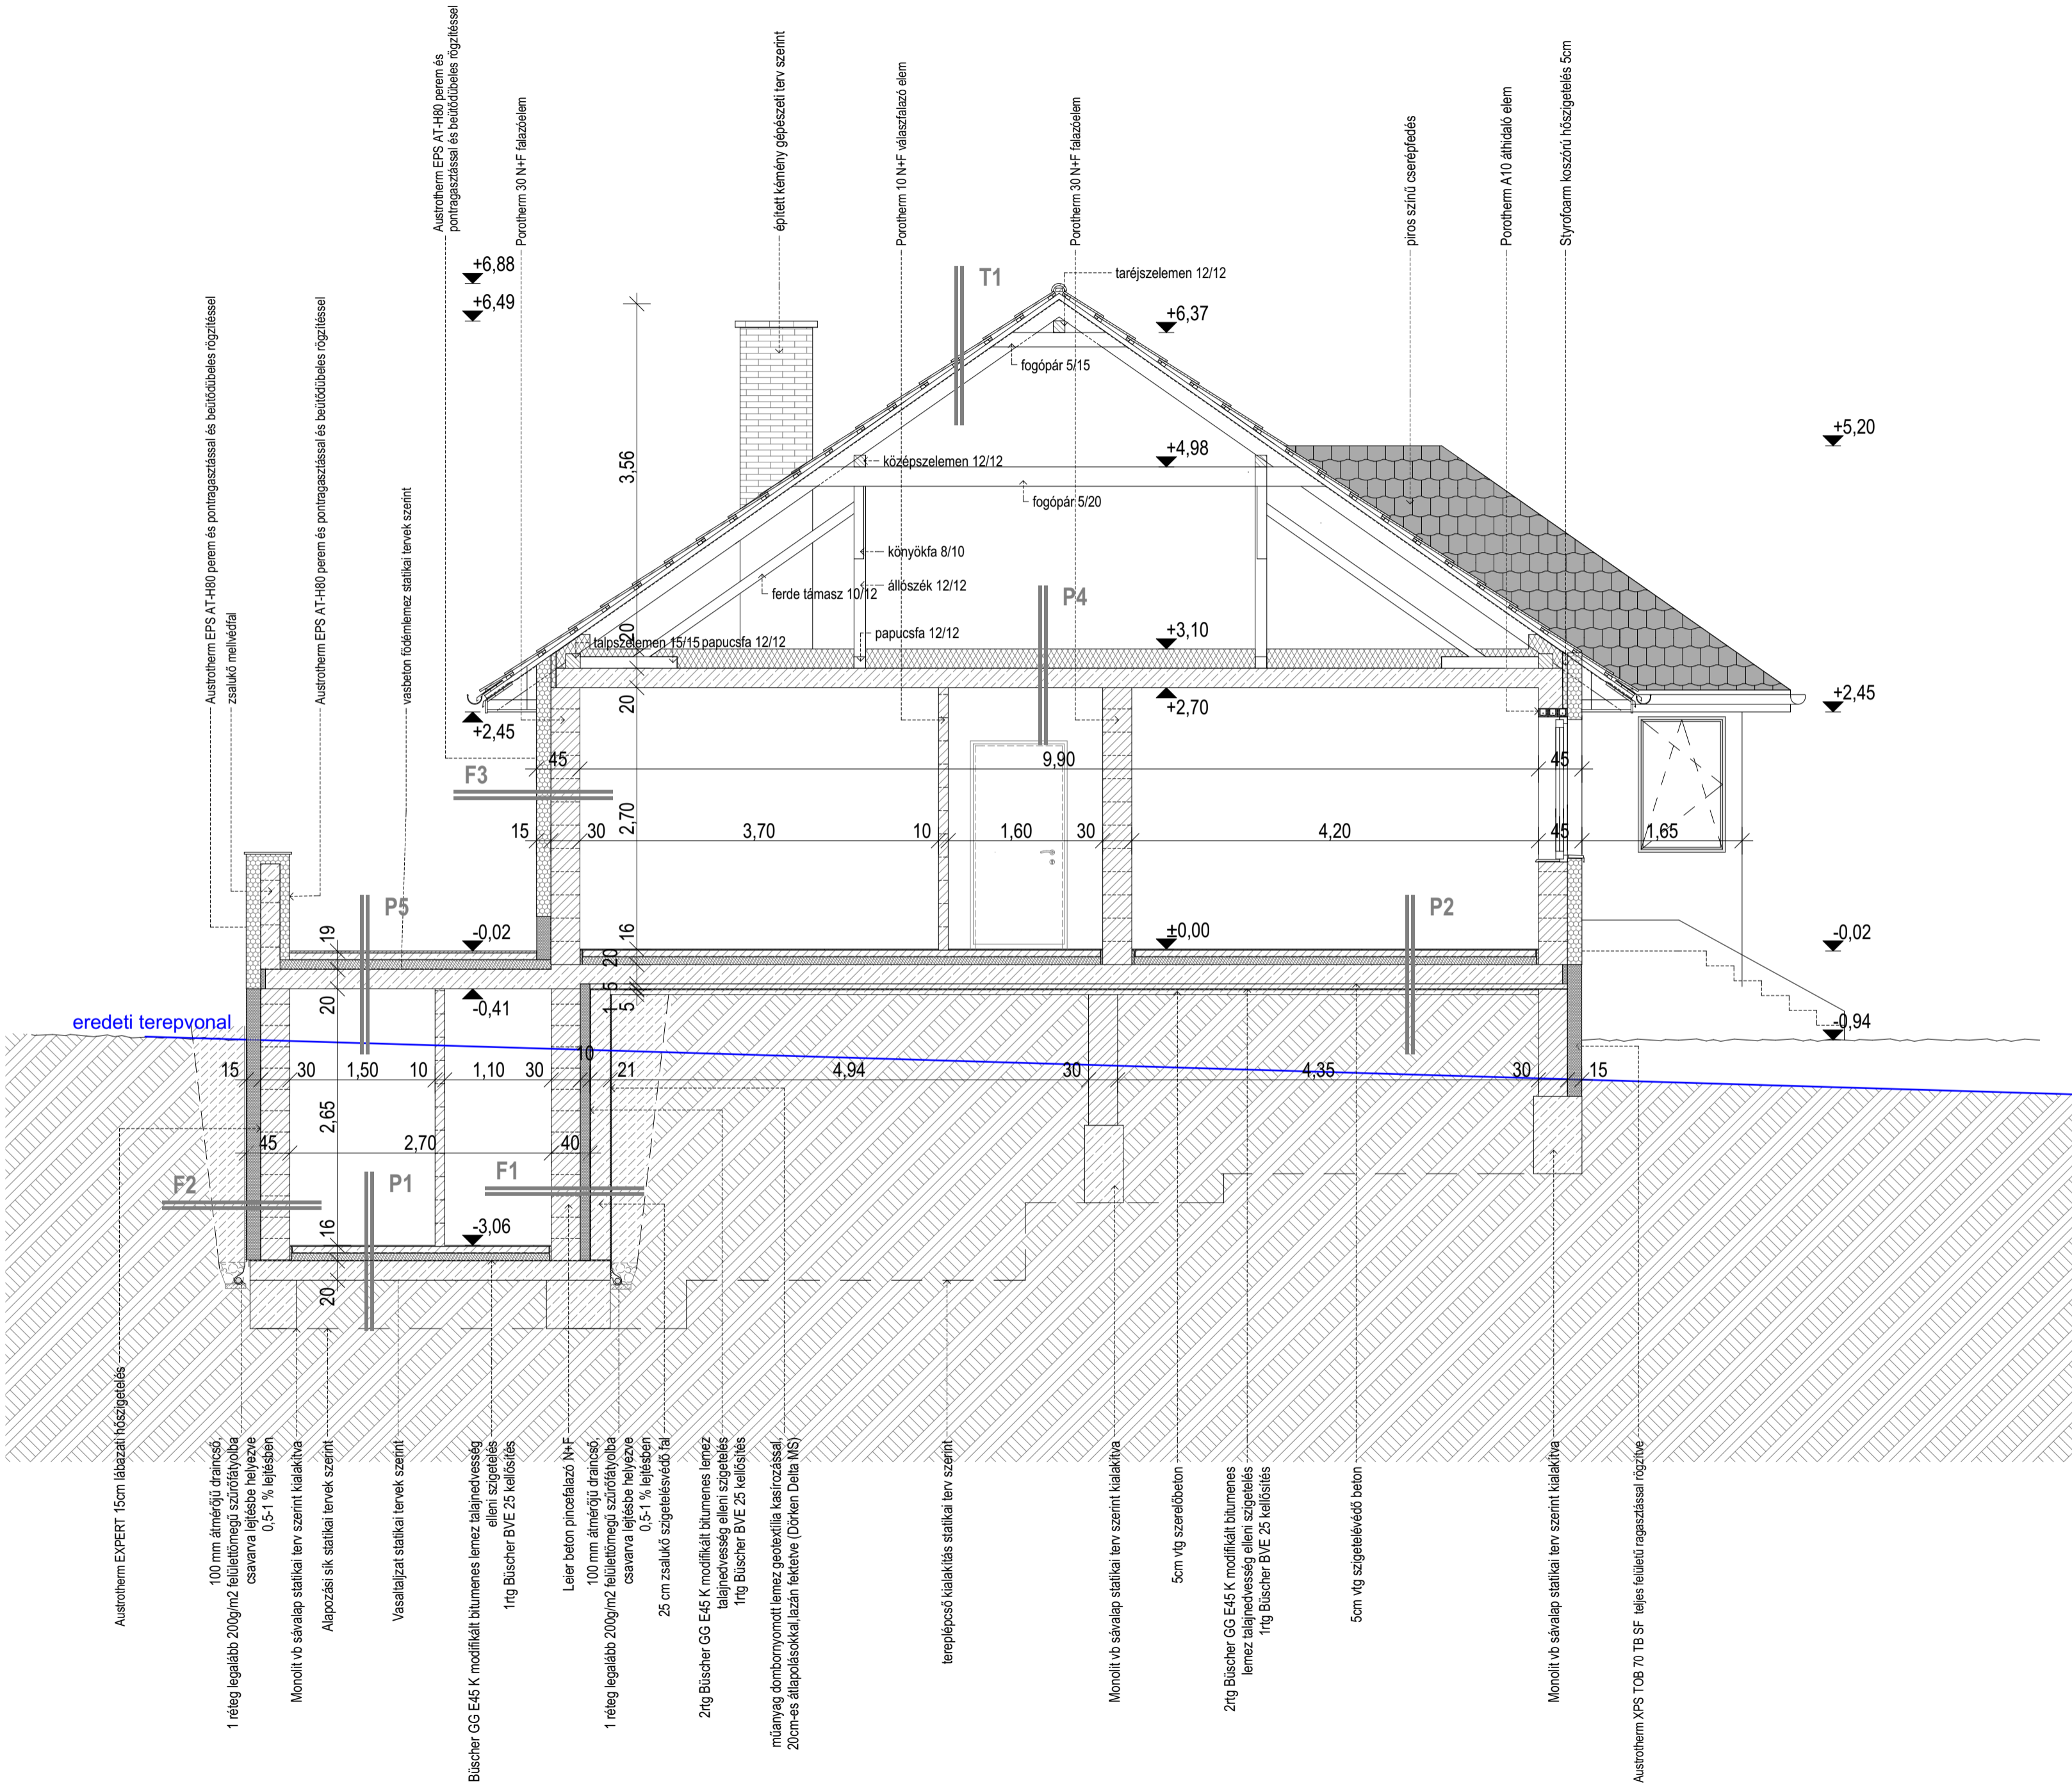 Austrotherm EPS AT-H80 perem és pontragasztással és beütődübeles rögzítéssel
zsalukő mellvédfal
Austrotherm EPS AT-H80 perem és pontragasztással és beütődübeles rögzítéssel
vasbeton födémlemez statikai tervek szerint
Austrotherm EPS AT-H80 perem és
pontragasztással és beütődübeles rögzítéssel
Porotherm 30 N+F falazóelem
épített kémény gépészeti terv szerint
Porotherm 10 N+F válaszfalazó elem
Porotherm 30 N+F falazóelem
piros színű cserépfedés
Porotherm A10 áthidaló elem
Styrofoarm koszorú hőszigetelés 5cm
+6,88
+6,49
T1
taréjszelemen 12/12
+6,37
fogópár 5/15
3,56
+5,20
középszelemen 12/12
+4,98
fogópár 5/20
könyökfa 8/10
állószék 12/12
ferde támasz 10/12
P4
papucsfa 12/12
20
talpszelemen 15/15
papucsfa 12/12
+3,10
20
+2,70
+2,45
+2,45
45
9,90
45
F3
2,70
15
30
3,70
10
1,60
30
4,20
45
1,65
P5
P2
19
-0,02
16
±0,00
-0,02
20
5
1
5
20
-0,41
-0,94
eredeti terepvonal
15
30
1,50
10
1,10
30
10
21
4,94
30
4,35
30
15
2,65
45
2,70
40
F2
P1
F1
16
-3,06
20
Austrotherm EXPERT 15cm lábazati hőszigetelés
100 mm átmérőjű draincső,
1 réteg legalább 200g/m2 felülettömegű szűrőfátyolba
csavarva lejtésbe helyezve
0,5-1 % lejtésben
Monolit vb sávalap statikai terv szerint kialakítva
Alapozási sík statikai tervek szerint
Vasaltaljzat statikai tervek szerint
Büscher GG E45 K modifikált bitumenes lemez talajnedvesség
elleni szigetelés
1rtg Büscher BVE 25 kellősítés
Leier beton pincefalazó N+F
100 mm átmérőjű draincső,
1 réteg legalább 200g/m2 felülettömegű szűrőfátyolba
csavarva lejtésbe helyezve
0,5-1 % lejtésben
25 cm zsalukő szigetelésvédő fal
2rtg Büscher GG E45 K modifikált bitumenes lemez
talajnedvesség elleni szigetelés
1rtg Büscher BVE 25 kellősítés
műanyag dombornyomott lemez geotextília kasírozással,
20cm-es átlapolásokkal,lazán fektetve (Dörken Delta MS)
tereplépcső kialakítás statikai terv szerint
Monolit vb sávalap statikai terv szerint kialakítva
5cm vtg szerelőbeton
2rtg Büscher GG E45 K modifikált bitumenes
lemez talajnedvesség elleni szigetelés
1rtg Büscher BVE 25 kellősítés
5cm vtg szigetelévédő beton
Monolit vb sávalap statikai terv szerint kialakítva
Austrotherm XPS TOB 70 TB SF teljes felületű ragasztással rögzítve